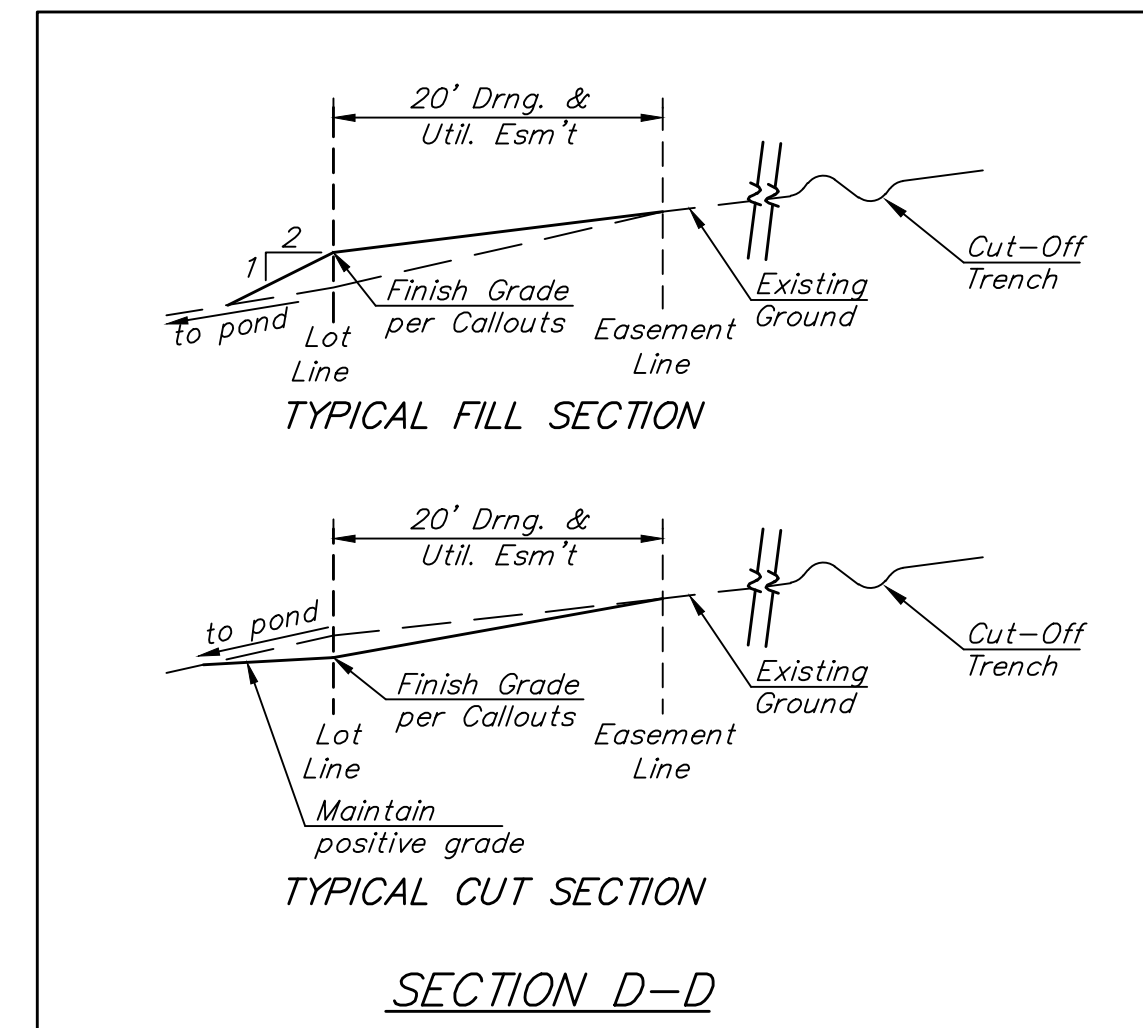 20' Drng. &
Util. Esm't
2
1
Cut-Off
Trench
Finish Grade
per Callouts
Existing
Ground
to pond
Lot
Line
Easement
Line
TYPICAL FILL SECTION
20' Drng. &
Util. Esm't
to pond
Cut-Off
Trench
Finish Grade
per Callouts
Existing
Ground
Lot
Line
Easement
Line
Maintain
positive grade
TYPICAL CUT SECTION
SECTION D-D